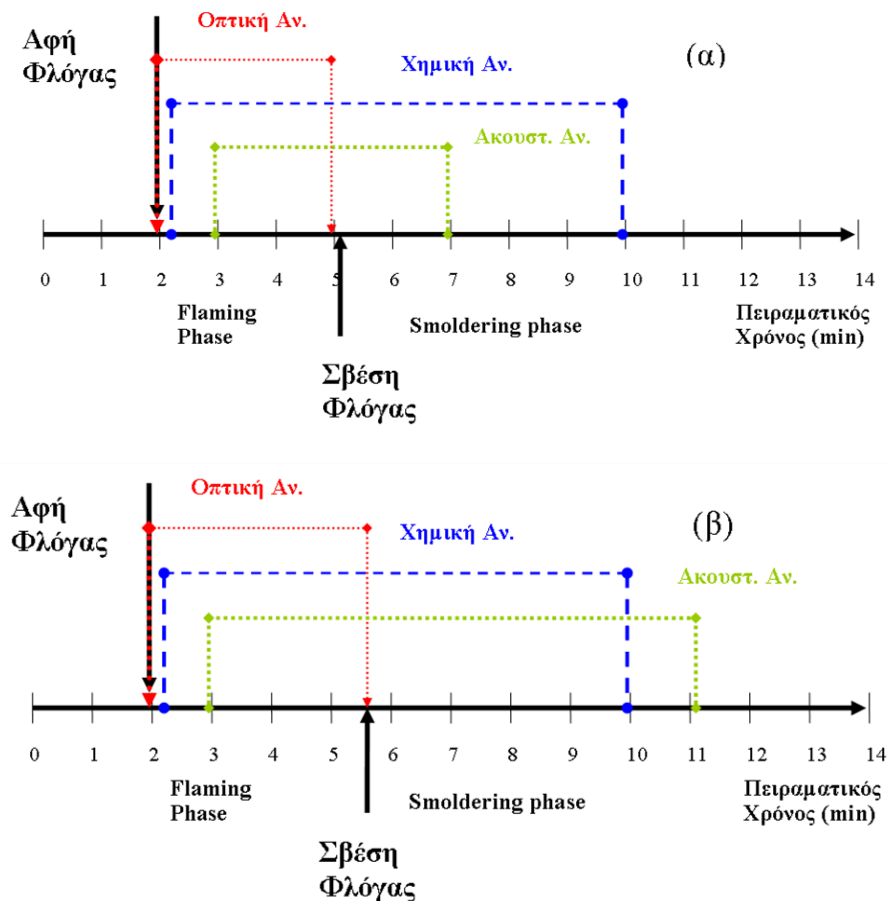 Οπτική Αν.
Αφή
Φλόγας
(α)
Χημική Αν.
Ακουστ. Αν.
0 1 2 3 4 5 6 7 8 9 10 11 12 13 14
Flaming
Phase
Smoldering phase
Πειραματικός
Χρόνος (min)
Σβέση
Φλόγας
Οπτική Αν.
Αφή
Φλόγας
(β)
Χημική Αν.
Ακουστ. Αν.
0 1 2 3 4 5 6 7 8 9 10 11 12 13 14
Flaming
Phase
Smoldering phase
Πειραματικός
Χρόνος (min)
Σβέση
Φλόγας